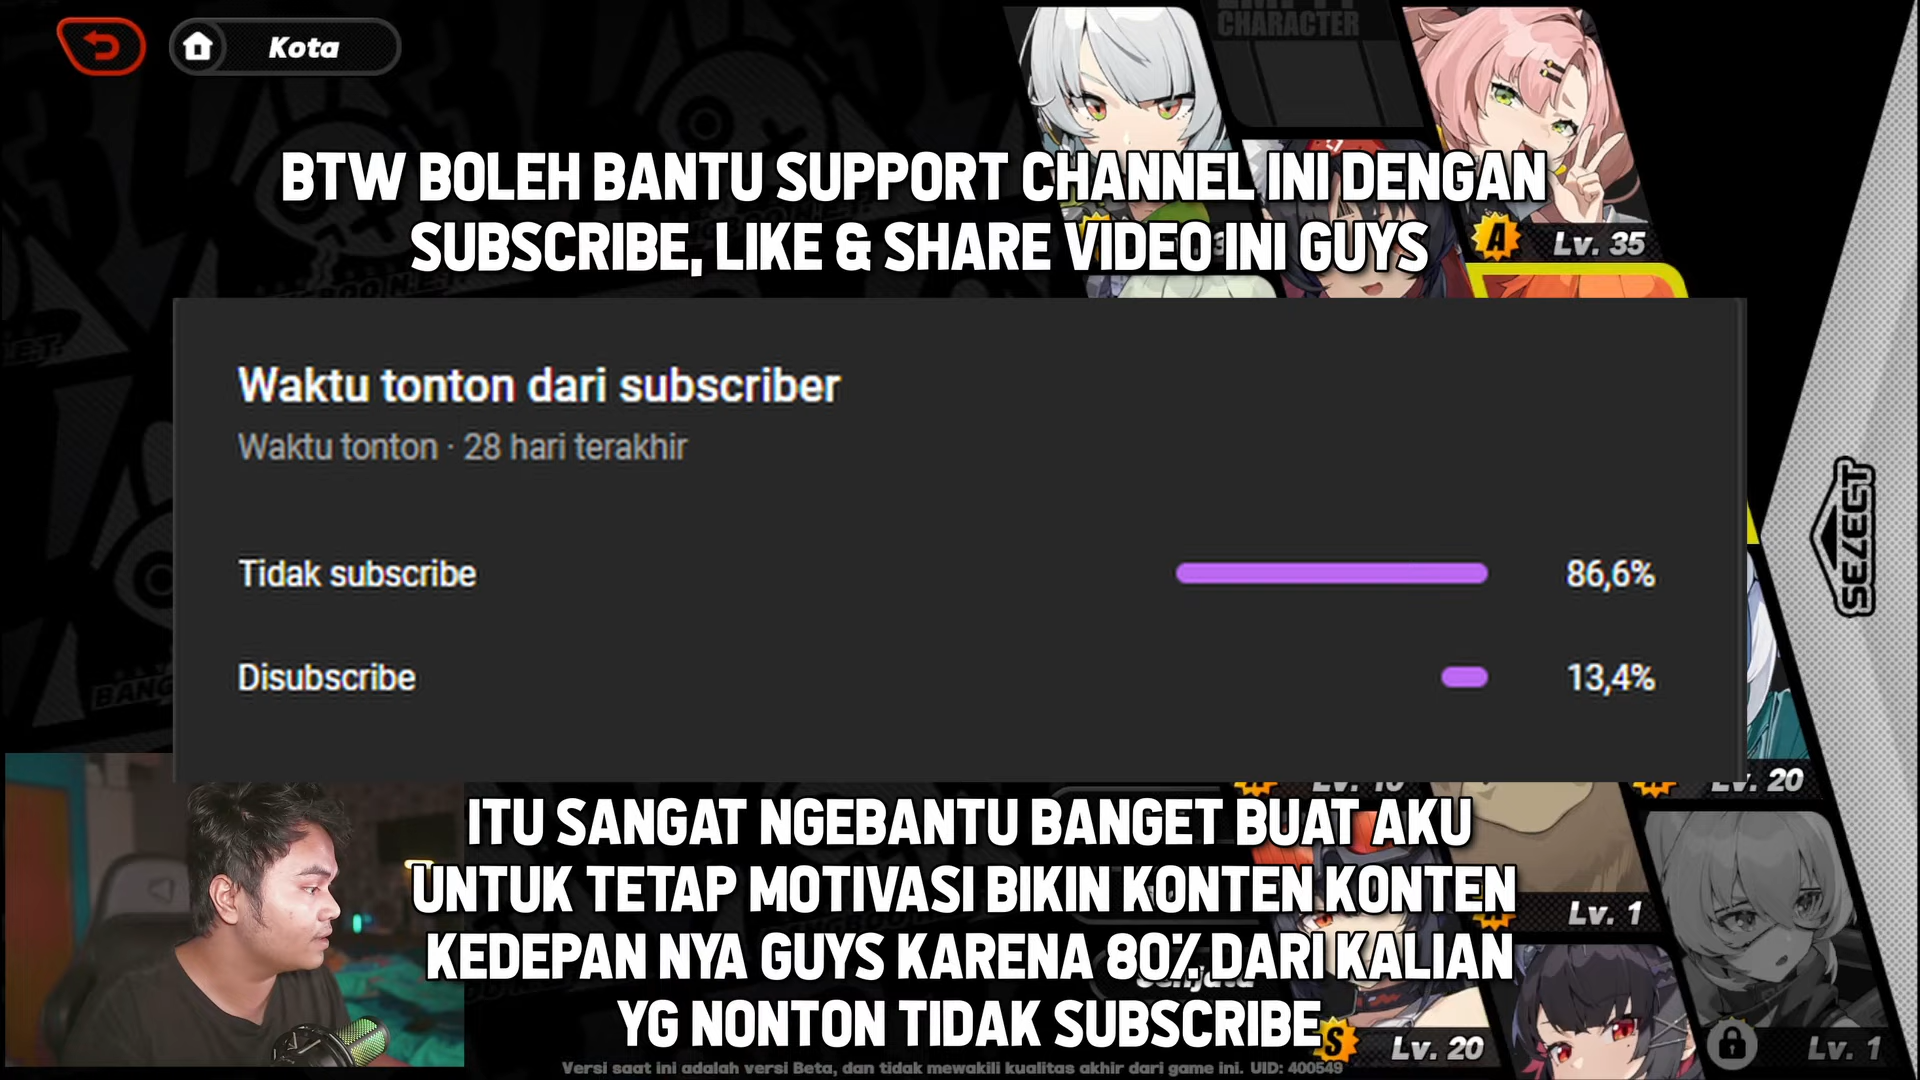 Kota
CHARACTER
BTW BOLEH BANTU SUPPORT CHANNEL INI DENGAN
SUBSCRIBE, LIKE & SHARE VIDEO INI GUYS
A Lv. 35
Waktu tonton dari subscriber
Waktu tonton · 28 hari terakhir
Tidak subscribe 86,6%
Disubscribe 13,4%
SELECT
Lv. 20
ITU SANGAT NGEBANTU BANGET BUAT AKU
UNTUK TETAP MOTIVASI BIKIN KONTEN KONTEN
Lv. 1
KEDEPAN NYA GUYS KARENA 80% DARI KALIAN
YG NONTON TIDAK SUBSCRIBE
S Lv. 20
Lv. 1
Versi saat ini adalah versi Beta, dan tidak mewakili kualitas akhir dari game ini. UID: 400549